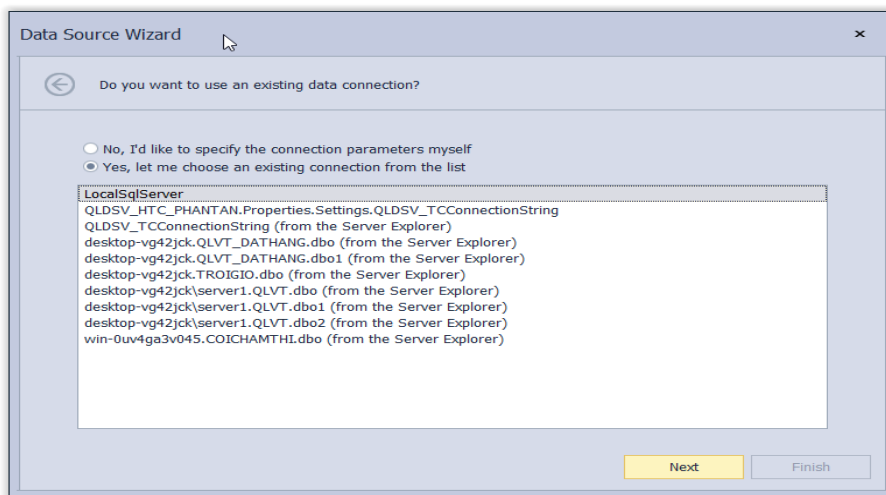 Data Source Wizard
Do you want to use an existing data connection?
No, I'd like to specify the connection parameters myself
Yes, let me choose an existing connection from the list
LocalSqlServer
QLDSV_HTC_PHANTAN.Properties.Settings.QLDSV_TCConnectionString
QLDSV_TCConnectionString (from the Server Explorer)
desktop-vg42jck.QLVT_DATHANG.dbo (from the Server Explorer)
desktop-vg42jck.QLVT_DATHANG.dbo1 (from the Server Explorer)
desktop-vg42jck.TROIGIO.dbo (from the Server Explorer)
desktop-vg42jck\server1.QLVT.dbo (from the Server Explorer)
desktop-vg42jck\server1.QLVT.dbo1 (from the Server Explorer)
desktop-vg42jck\server1.QLVT.dbo2 (from the Server Explorer)
win-0uv4ga3v045.COICHAMTHI.dbo (from the Server Explorer)
Next Finish